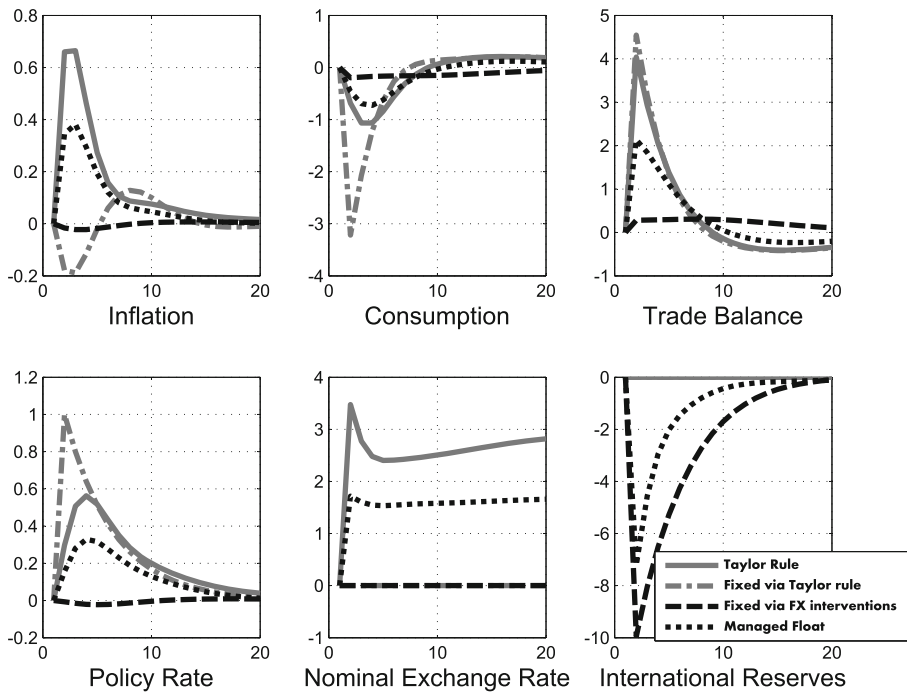 0.8
0.6
0.4
0.2
0
-0.2
0 10 20
Inflation
1
0
-1
-2
-3
-4
0 10 20
Consumption
5
4
3
2
1
0
-1
0 10 20
Trade Balance
1.2
1
0.8
0.6
0.4
0.2
0
-0.2
0 10 20
Policy Rate
4
3
2
1
0
-1
0 10 20
Nominal Exchange Rate
0
-2
-4
-6
-8
-10
0 10 20
International Reserves
Taylor Rule
Fixed via Taylor rule
Fixed via FX interventions
Managed Float